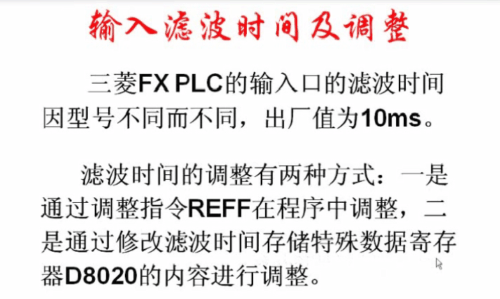 输入滤波时间及调整
三菱FX PLC的输入口的滤波时间
因型号不同而不同，出厂值为10ms。
滤波时间的调整有两种方式：一是
通过调整指令REFF在程序中调整，二
是通过修改滤波时间存储特殊数据寄存
器D8020的内容进行调整。